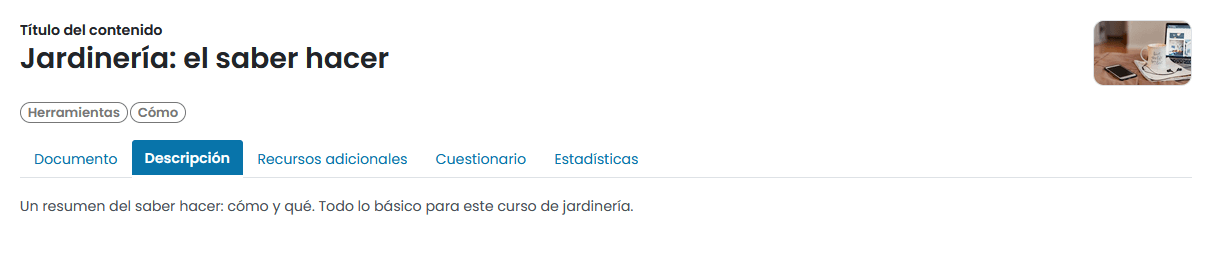 Título del contenido
Jardinería: el saber hacer
Herramientas Cómo
Documento Descripción Recursos adicionales Cuestionario Estadísticas
Un resumen del saber hacer: cómo y qué. Todo lo básico para este curso de jardinería.